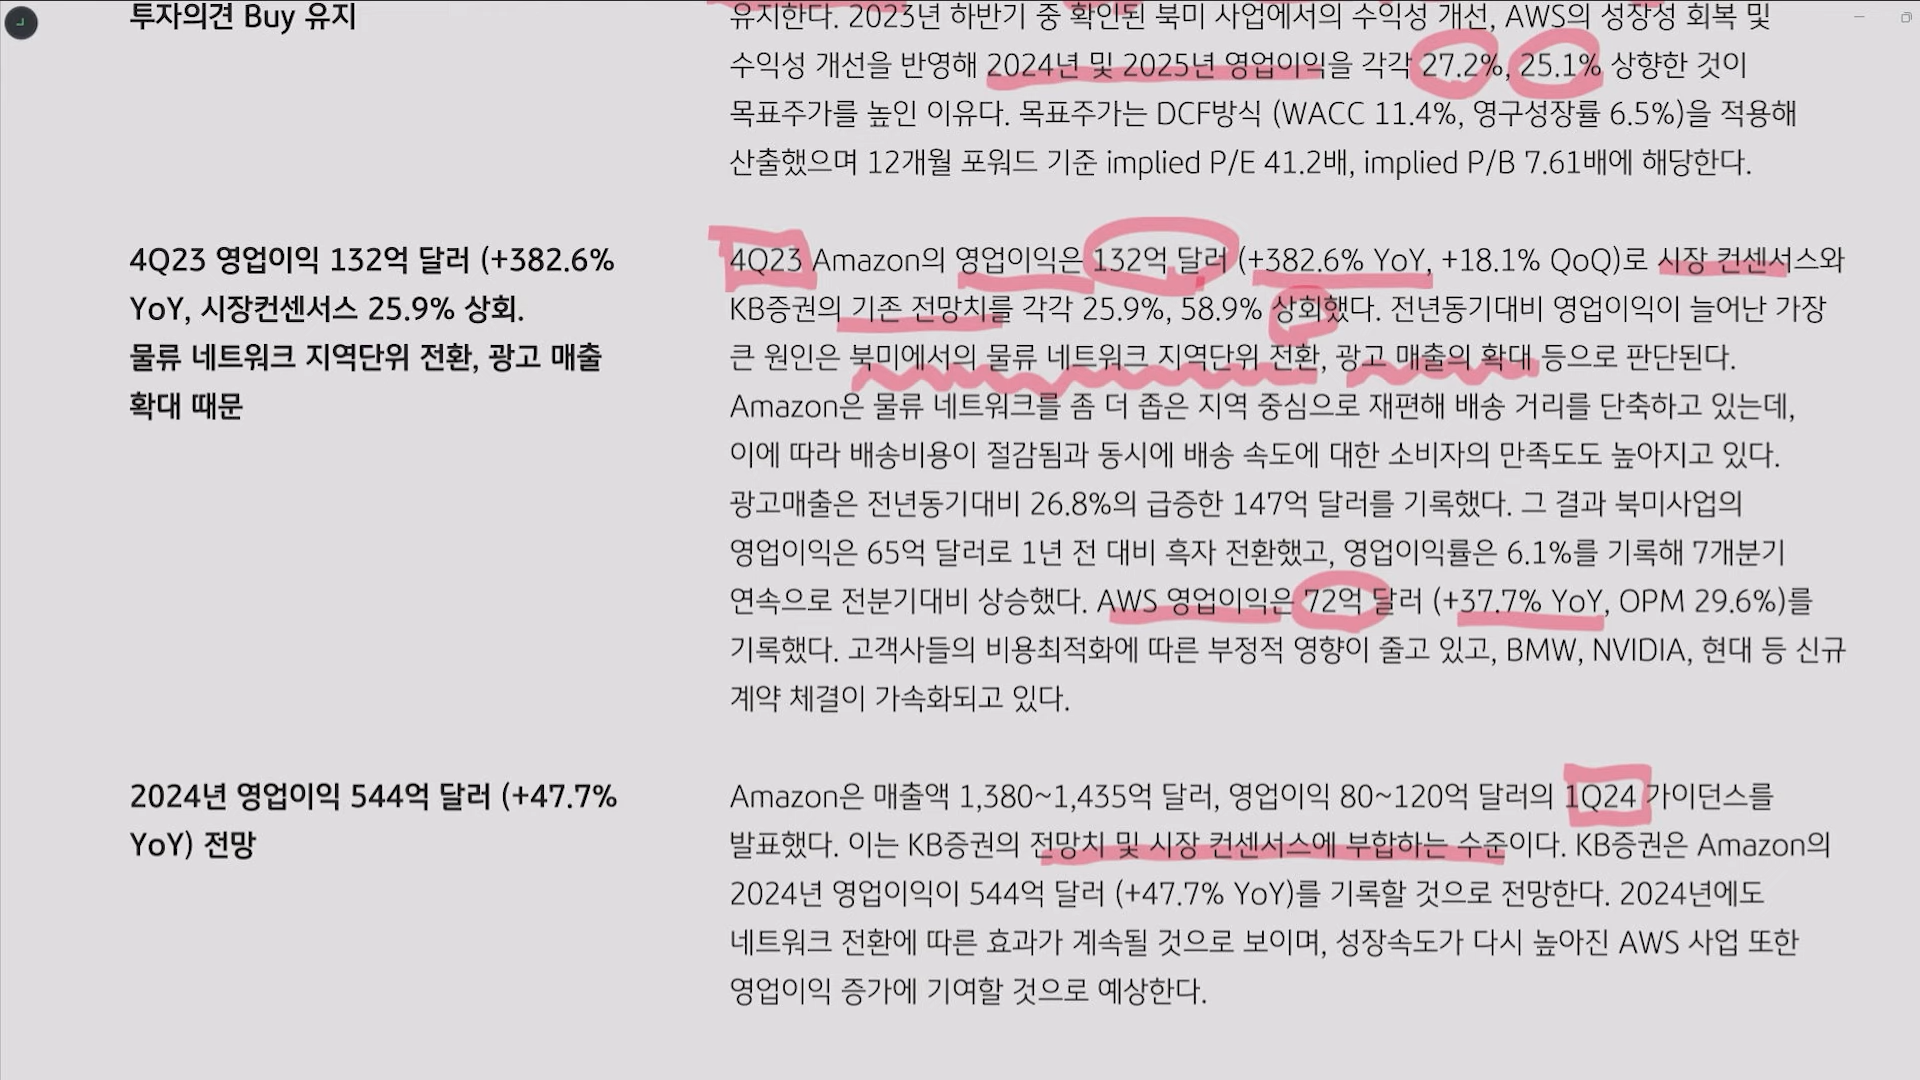 투자의견 Buy 유지
유지한다. 2023년 하반기 중 확인된 북미 사업에서의 수익성 개선, AWS의 성장성 회복 및
수익성 개선을 반영해 2024년 및 2025년 영업이익을 각각 27.2%, 25.1% 상향한 것이
목표주가를 높인 이유다. 목표주가는 DCF방식 (WACC 11.4%, 영구성장률 6.5%)을 적용해
산출했으며 12개월 포워드 기준 implied P/E 41.2배, implied P/B 7.61배에 해당한다.
4Q23 영업이익 132억 달러 (+382.6%
YoY, 시장컨센서스 25.9% 상회.
물류 네트워크 지역단위 전환, 광고 매출
확대 때문
4Q23 Amazon의 영업이익은 132억 달러 (+382.6% YoY, +18.1% QoQ)로 시장 컨센서스와
KB증권의 기존 전망치를 각각 25.9%, 58.9% 상회했다. 전년동기대비 영업이익이 늘어난 가장
큰 원인은 북미에서의 물류 네트워크 지역단위 전환, 광고 매출의 확대 등으로 판단된다.
Amazon은 물류 네트워크를 좀 더 좁은 지역 중심으로 재편해 배송 거리를 단축하고 있는데,
이에 따라 배송비용이 절감됨과 동시에 배송 속도에 대한 소비자의 만족도도 높아지고 있다.
광고매출은 전년동기대비 26.8%의 급증한 147억 달러를 기록했다. 그 결과 북미사업의
영업이익은 65억 달러로 1년 전 대비 흑자 전환했고, 영업이익률은 6.1%를 기록해 7개분기
연속으로 전분기대비 상승했다. AWS 영업이익은 72억 달러 (+37.7% YoY, OPM 29.6%)를
기록했다. 고객사들의 비용최적화에 따른 부정적 영향이 줄고 있고, BMW, NVIDIA, 현대 등 신규
계약 체결이 가속화되고 있다.
2024년 영업이익 544억 달러 (+47.7%
YoY) 전망
Amazon은 매출액 1,380~1,435억 달러, 영업이익 80~120억 달러의 1Q24 가이던스를
발표했다. 이는 KB증권의 전망치 및 시장 컨센서스에 부합하는 수준이다. KB증권은 Amazon의
2024년 영업이익이 544억 달러 (+47.7% YoY)를 기록할 것으로 전망한다. 2024년에도
네트워크 전환에 따른 효과가 계속될 것으로 보이며, 성장속도가 다시 높아진 AWS 사업 또한
영업이익 증가에 기여할 것으로 예상한다.